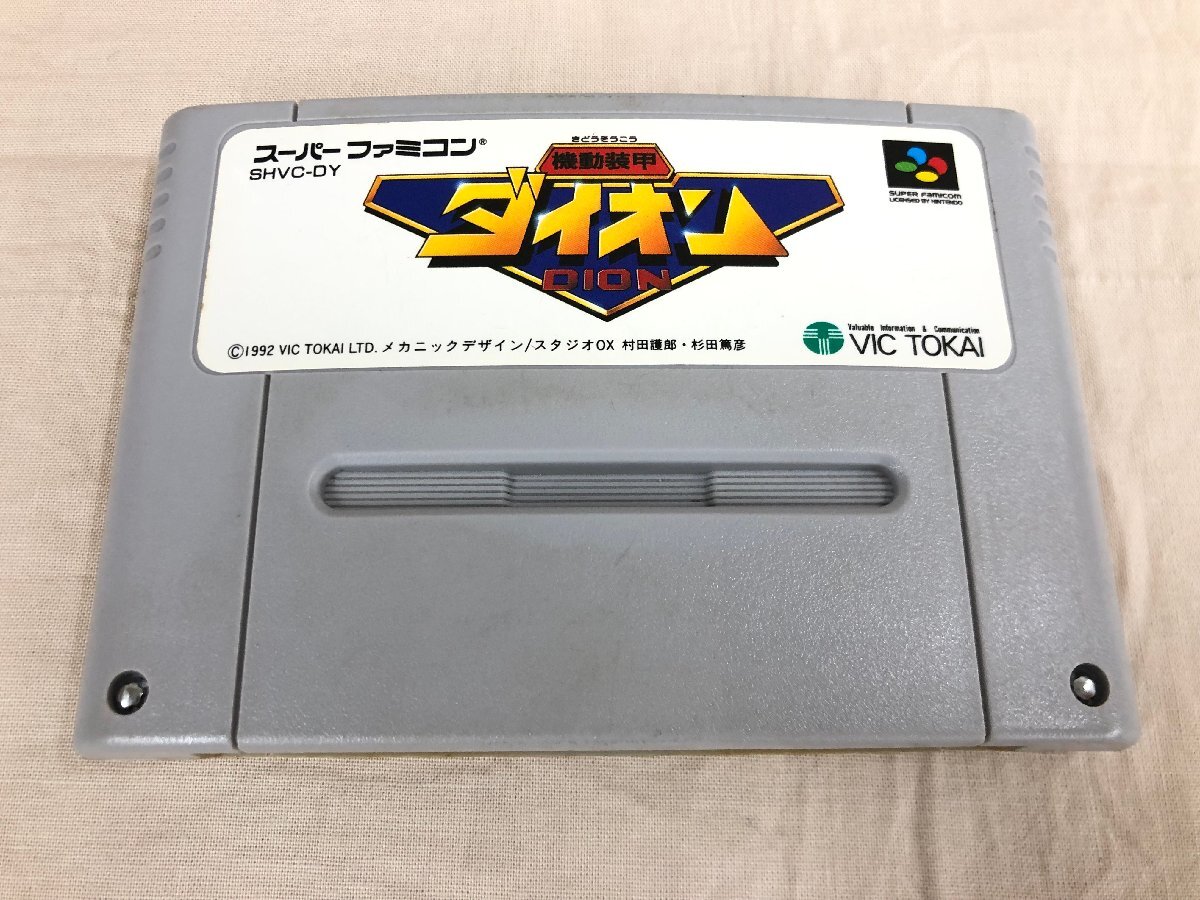 スーパーファミコン®
SHVC-DY
きどうそうこう
機動装甲
ダイオン
DION
SUPER FAMICOM
LICENSED BY NINTENDO
©1992 VIC TOKAI LTD. メカニックデザイン/スタジオOX 村田護郎・杉田篤彦
Valuable Information & Communication
VIC TOKAI